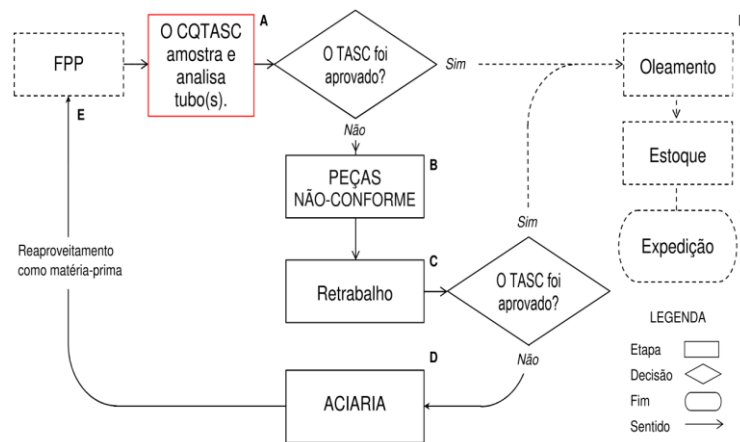 FPP
O CQTASC
amostra e
analisa
tubo(s).
A
O TASC foi
aprovado?
Sim
Oleamento
E
Não
Estoque
PEÇAS
NÃO-CONFORME
B
Sim
Expedição
Reaproveitamento
como matéria-prima
Retrabalho
C
O TASC foi
aprovado?
Não
ACIARIA
D
LEGENDA
Etapa
Decisão
Fim
Sentido